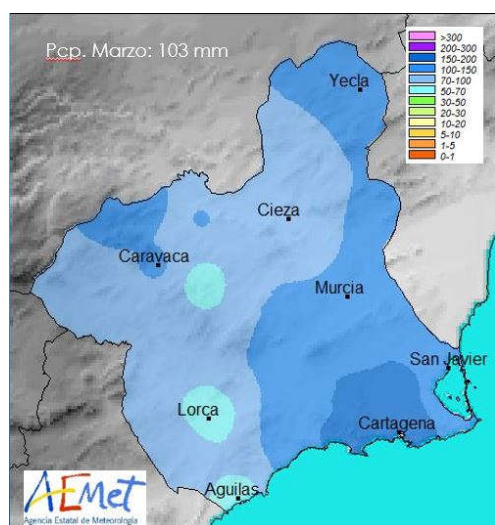 Pcp. Marzo: 103 mm
>300
200-300
150-200
100-150
70-100
50-70
30-50
20-30
10-20
5-10
1-5
0-1
Yecla
Cieza
Caravaca
Murcia
San Javier
Lorca
Cartagena
Aguilas
AEMet
Agencia Estatal de Meteorología